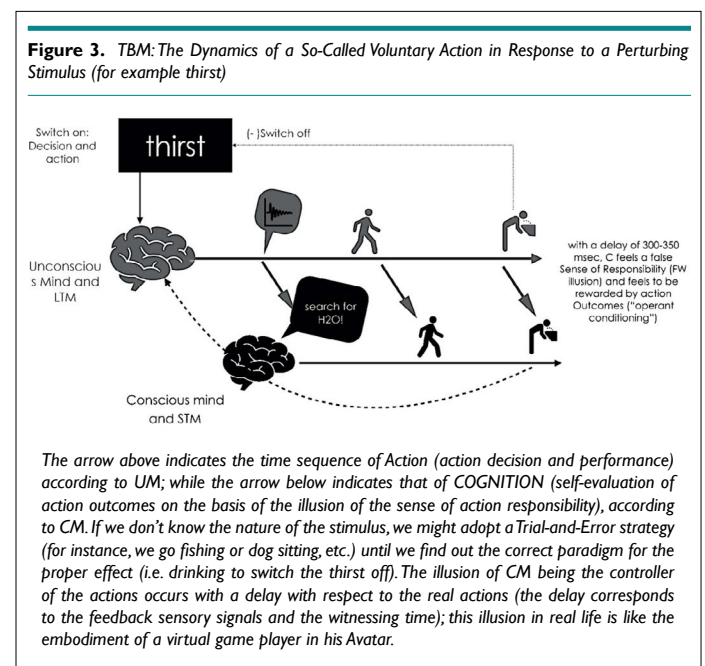 Figure 3. TBM: The Dynamics of a So-Called Voluntary Action in Response to a Perturbing
Stimulus (for example thirst)
Switch on:
Decision and
action
thirst
(-)Switch off
Unconsciou
s Mind and
LTM
with a delay of 300-350
msec, C feels a false
Sense of Responsibility (FW
illusion) and feels to be
rewarded by action
Outcomes ("operant
conditioning")
search for
H2O!
Conscious mind
and STM
The arrow above indicates the time sequence of Action (action decision and performance)
according to UM; while the arrow below indicates that of COGNITION (self-evaluation of
action outcomes on the basis of the illusion of the sense of action responsibility), according
to CM. If we don't know the nature of the stimulus, we might adopt a Trial-and-Error strategy
(for instance, we go fishing or dog sitting, etc.) until we find out the correct paradigm for the
proper effect (i.e. drinking to switch the thirst off). The illusion of CM being the controller
of the actions occurs with a delay with respect to the real actions (the delay corresponds
to the feedback sensory signals and the witnessing time); this illusion in real life is like the
embodiment of a virtual game player in his Avatar.